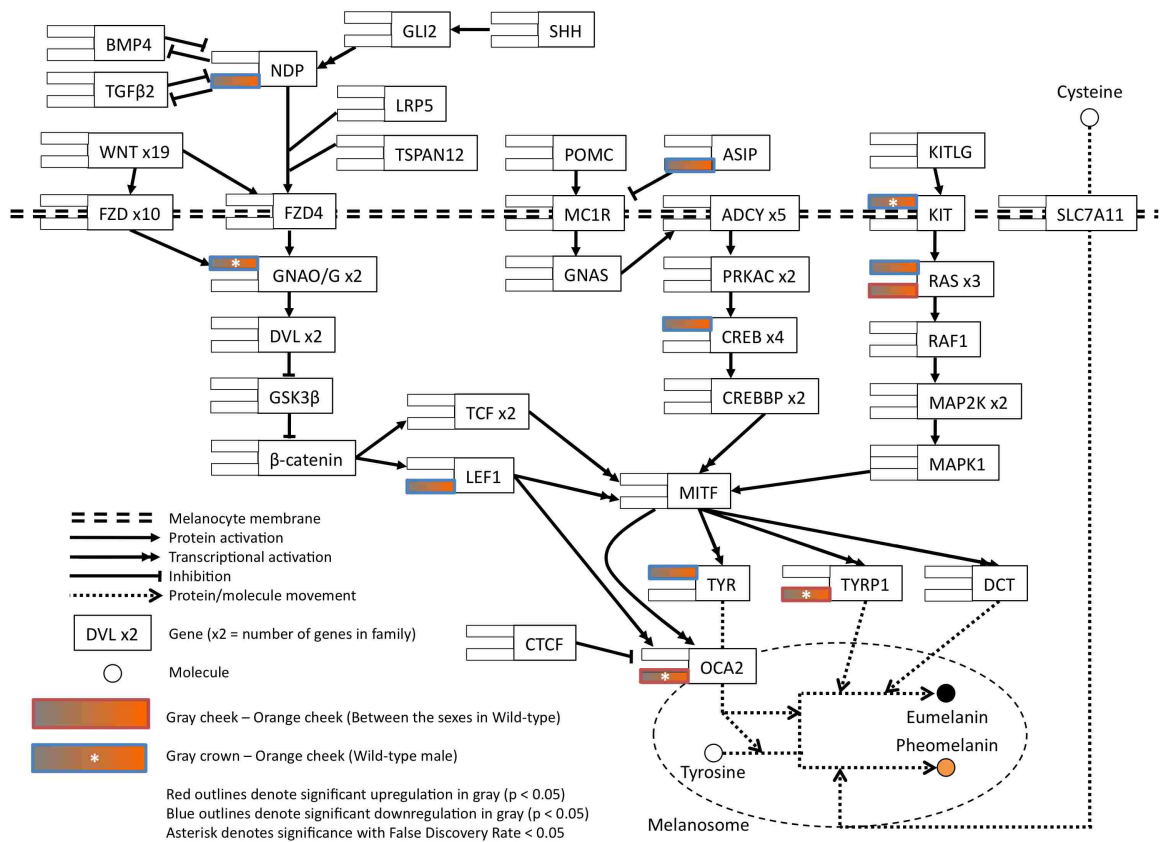 BMP4
GLI2
SHH
NDP
TGFβ2
LRP5
Cysteine
WNT x19
TSPAN12
POMC
ASIP
KITLG
FZD x10
FZD4
MC1R
ADCY x5
*
KIT
SLC7A11
*
GNAO/G x2
GNAS
PRKAC x2
RAS x3
DVL x2
CREB x4
RAF1
GSK3β
TCF x2
CREBBP x2
MAP2K x2
β-catenin
LEF1
MITF
MAPK1
Melanocyte membrane
Protein activation
Transcriptional activation
Inhibition
Protein/molecule movement
TYR
TYRP1
*
DCT
DVL x2
Gene (x2 = number of genes in family)
CTCF
OCA2
*
Molecule
Gray cheek – Orange cheek (Between the sexes in Wild-type)
Eumelanin
*
Gray crown – Orange cheek (Wild-type male)
Pheomelanin
Tyrosine
Melanosome
Red outlines denote significant upregulation in gray (p < 0.05)
Blue outlines denote significant downregulation in gray (p < 0.05)
Asterisk denotes significance with False Discovery Rate < 0.05